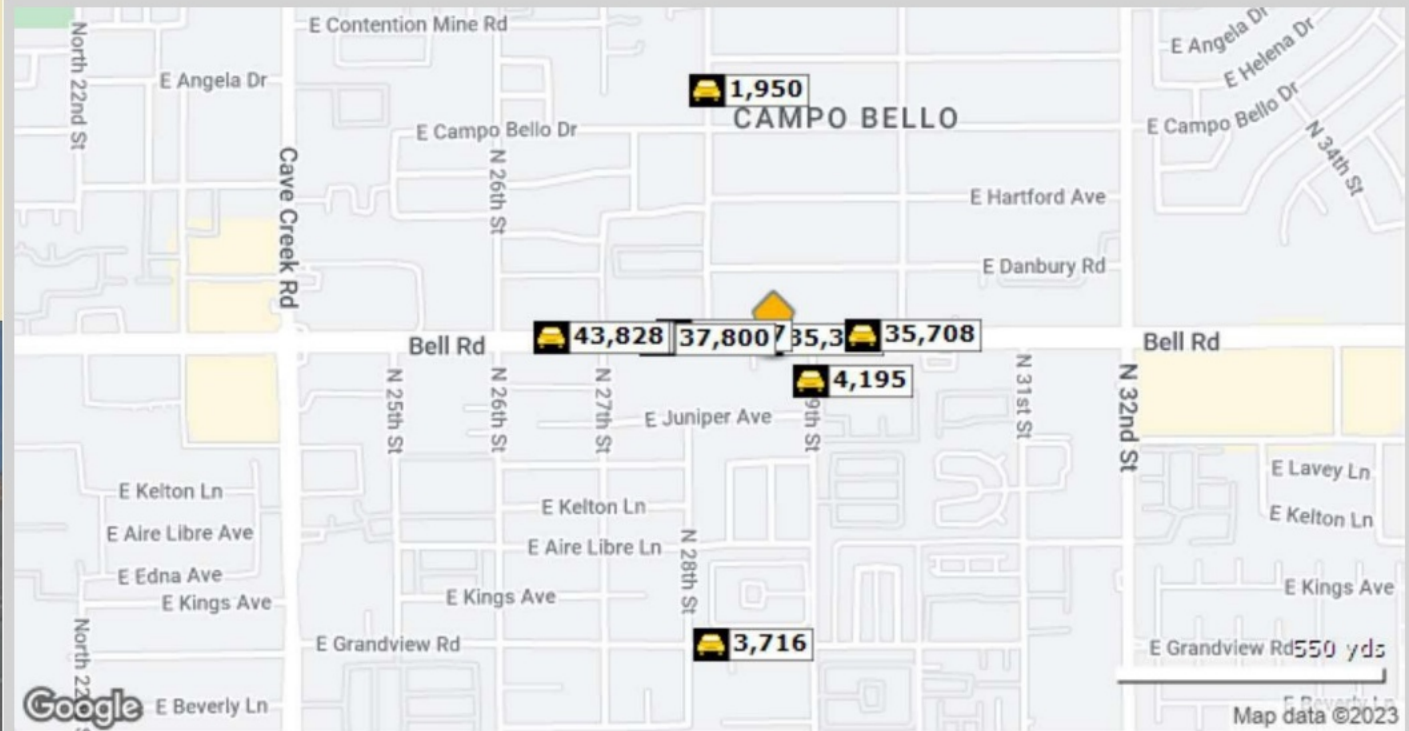 E Contention Mine Rd
North 22nd St
E Angela Dr
E Angela Dr
E Helena Dr
1,950
CAMPO BELLO
E Campo Bello Dr
E Campo Bello Dr
N 34th St
Cave Creek Rd
N 26th St
E Hartford Ave
E Danbury Rd
Bell Rd
43,828
37,800
35,708
Bell Rd
4,195
N 25th St
N 26th St
N 27th St
E Juniper Ave
9th St
N 31st St
N 32nd St
E Kelton Ln
E Kelton Ln
E Lavey Ln
E Kelton Ln
E Aire Libre Ave
E Aire Libre Ln
N 28th St
E Edna Ave
E Kings Ave
E Kings Ave
E Kings Ave
North 22
E Grandview Rd
3,716
E Grandview Rd
550 yds
Google
E Beverly Ln
Map data ©2023